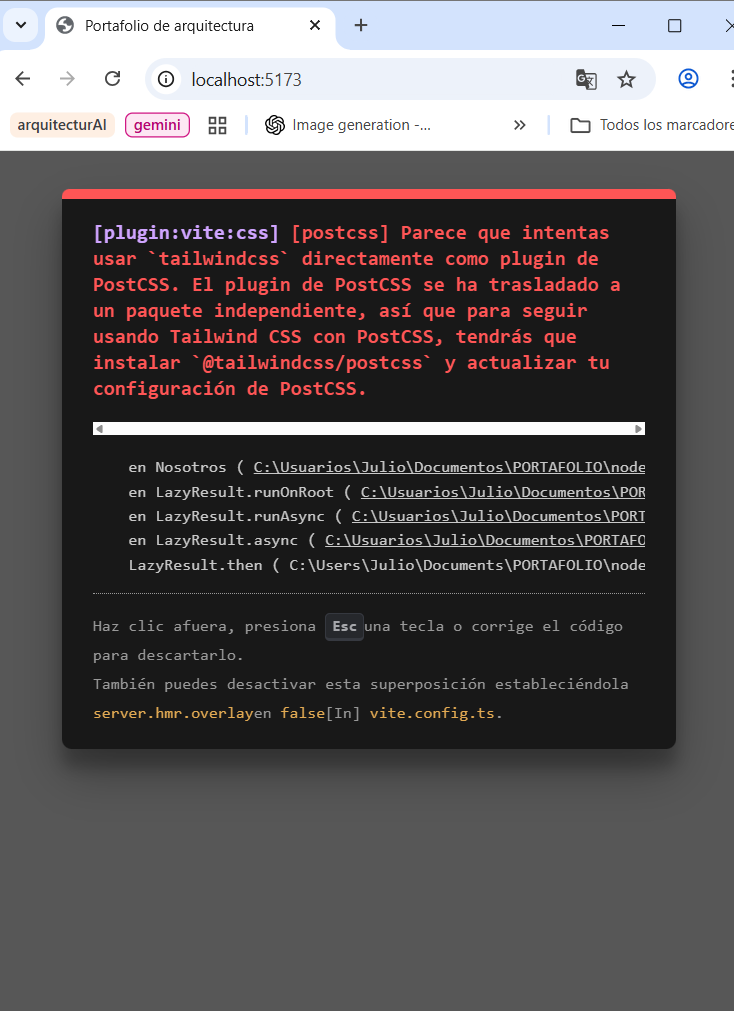 Portafolio de arquitectura
localhost:5173
arquitecturAI gemini Image generation -... Todos los marcadore
[plugin:vite:css] [postcss] Parece que intentas
usar `tailwindcss` directamente como plugin de
PostCSS. El plugin de PostCSS se ha trasladado a
un paquete independiente, así que para seguir
usando Tailwind CSS con PostCSS, tendrás que
instalar `@tailwindcss/postcss` y actualizar tu
configuración de PostCSS.
en Nosotros ( C:\Usuarios\Julio\Documentos\PORTAFOLIO\node
en LazyResult.runOnRoot ( C:\Usuarios\Julio\Documentos\POR
en LazyResult.runAsync ( C:\Usuarios\Julio\Documentos\PORT
en LazyResult.async ( C:\Usuarios\Julio\Documentos\PORTAFO
LazyResult.then ( C:\Users\Julio\Documents\PORTAFOLIO\node
Haz clic afuera, presiona Esc una tecla o corrige el código
para descartarlo.
También puedes desactivar esta superposición estableciéndola
server.hmr.overlayen false[In] vite.config.ts.